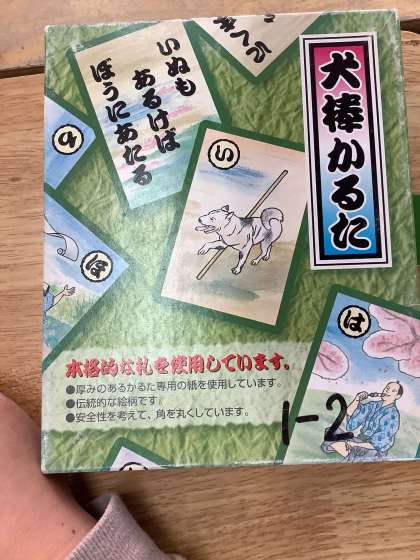 犬棒かるた
いぬも
あるけば
ぼうにあたる
い
ほ
は
本格的な札を使用しています。
●厚みのあるかるた専用の紙を使用しています。
●伝統的な絵柄です。
●安全性を考えて、角を丸くしています。
1-2